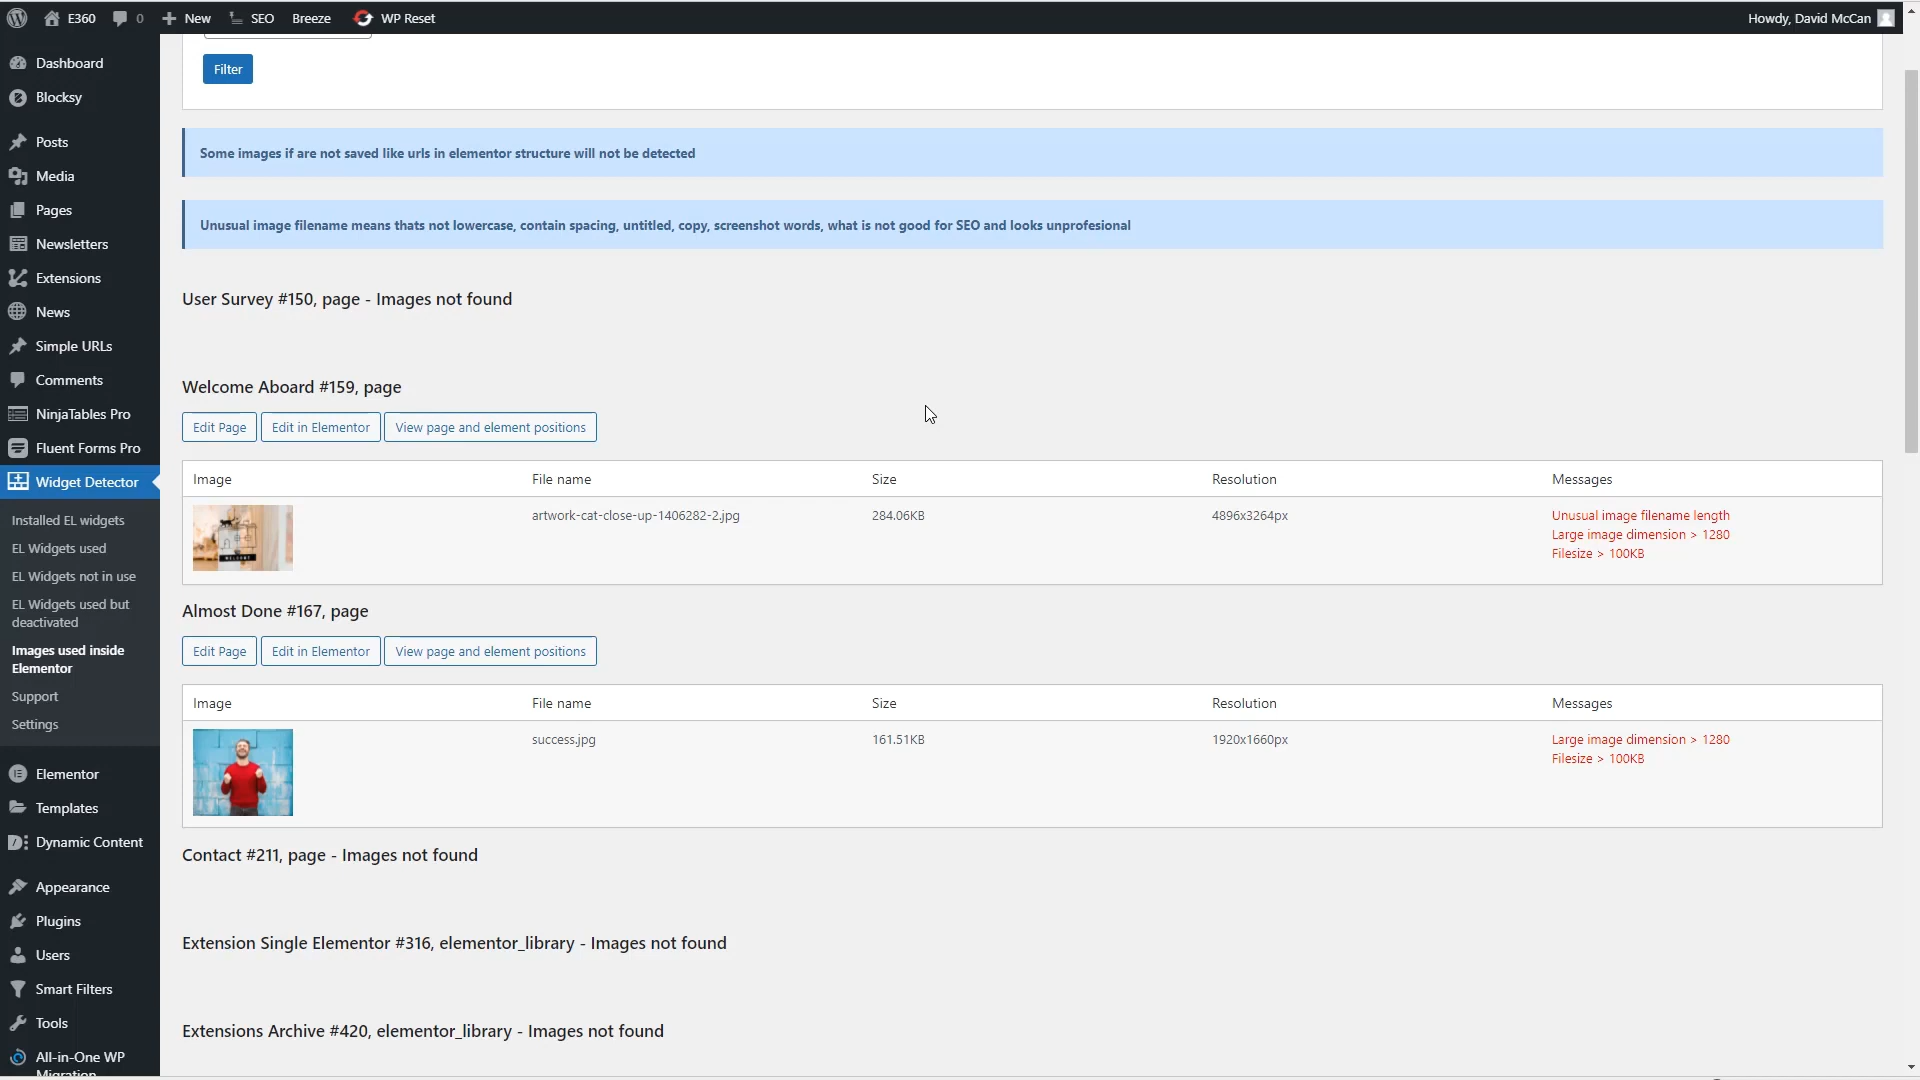 E360 0 New SEO Breeze WP Reset Howdy, David McCan
Dashboard
Blocksy
Posts
Media
Pages
Newsletters
Extensions
News
Simple URLs
Comments
NinjaTables Pro
Fluent Forms Pro
Widget Detector
Installed EL widgets
EL Widgets used
EL Widgets not in use
EL Widgets used but
deactivated
Images used inside
Elementor
Support
Settings
Elementor
Templates
Dynamic Content
Appearance
Plugins
Users
Smart Filters
Tools
All-in-One WP
Migration
Filter
Some images if are not saved like urls in elementor structure will not be detected
Unusual image filename means thats not lowercase, contain spacing, untitled, copy, screenshot words, what is not good for SEO and looks unprofesional
User Survey #150, page - Images not found
Welcome Aboard #159, page
Edit Page Edit in Elementor View page and element positions
Image File name Size Resolution Messages
artwork-cat-close-up-1406282-2.jpg 284.06KB 4896x3264px Unusual image filename length
Large image dimension > 1280
Filesize > 100KB
WELCOME
Almost Done #167, page
Edit Page Edit in Elementor View page and element positions
Image File name Size Resolution Messages
success.jpg 161.51KB 1920x1660px Large image dimension > 1280
Filesize > 100KB
Contact #211, page - Images not found
Extension Single Elementor #316, elementor_library - Images not found
Extensions Archive #420, elementor_library - Images not found